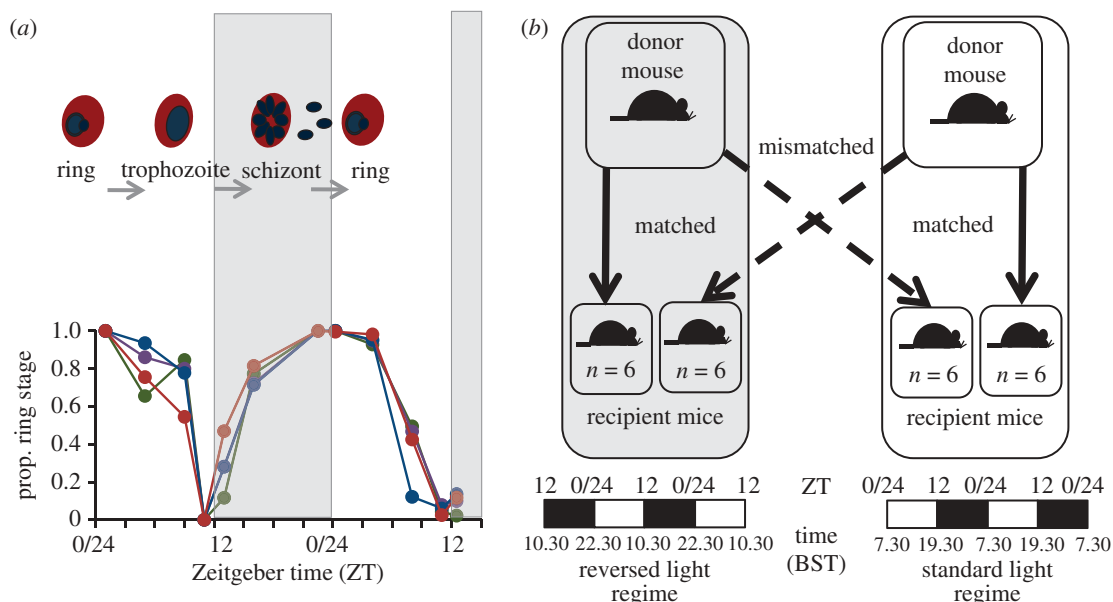 (a)
ring trophozoite schizont ring
prop. ring stage
1.0
0.8
0.6
0.4
0.2
0
0/24 12 0/24 12
Zeitgeber time (ZT)
(b)
donor mouse
donor mouse
mismatched
matched
matched
n = 6 n = 6
recipient mice
n = 6 n = 6
recipient mice
12 0/24 12 0/24 12
ZT
0/24 12 0/24 12 0/24
10.30 22.30 10.30 22.30 10.30
time
(BST)
7.30 19.30 7.30 19.30 7.30
reversed light
regime
standard light
regime